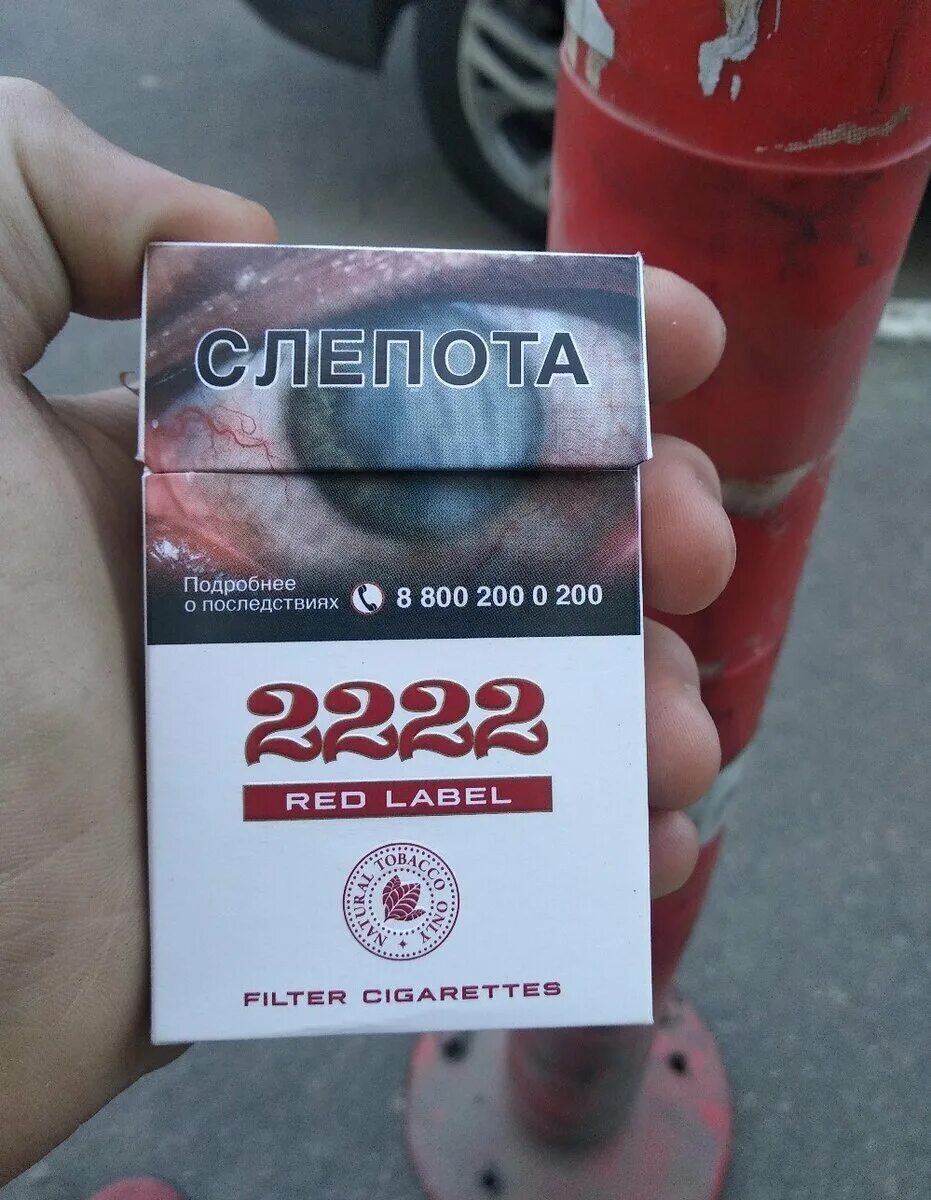 СЛЕПОТА
Подробнее
о последствиях 8 800 200 0 200
2222
RED LABEL
NATURAL TOBACCO ONLY
FILTER CIGARETTES